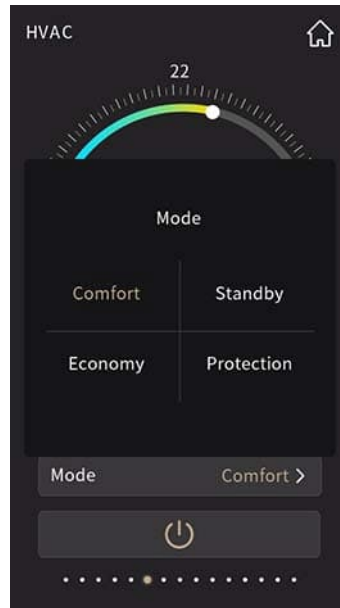 HVAC
22
Mode
Comfort Standby
Economy Protection
Mode Comfort >